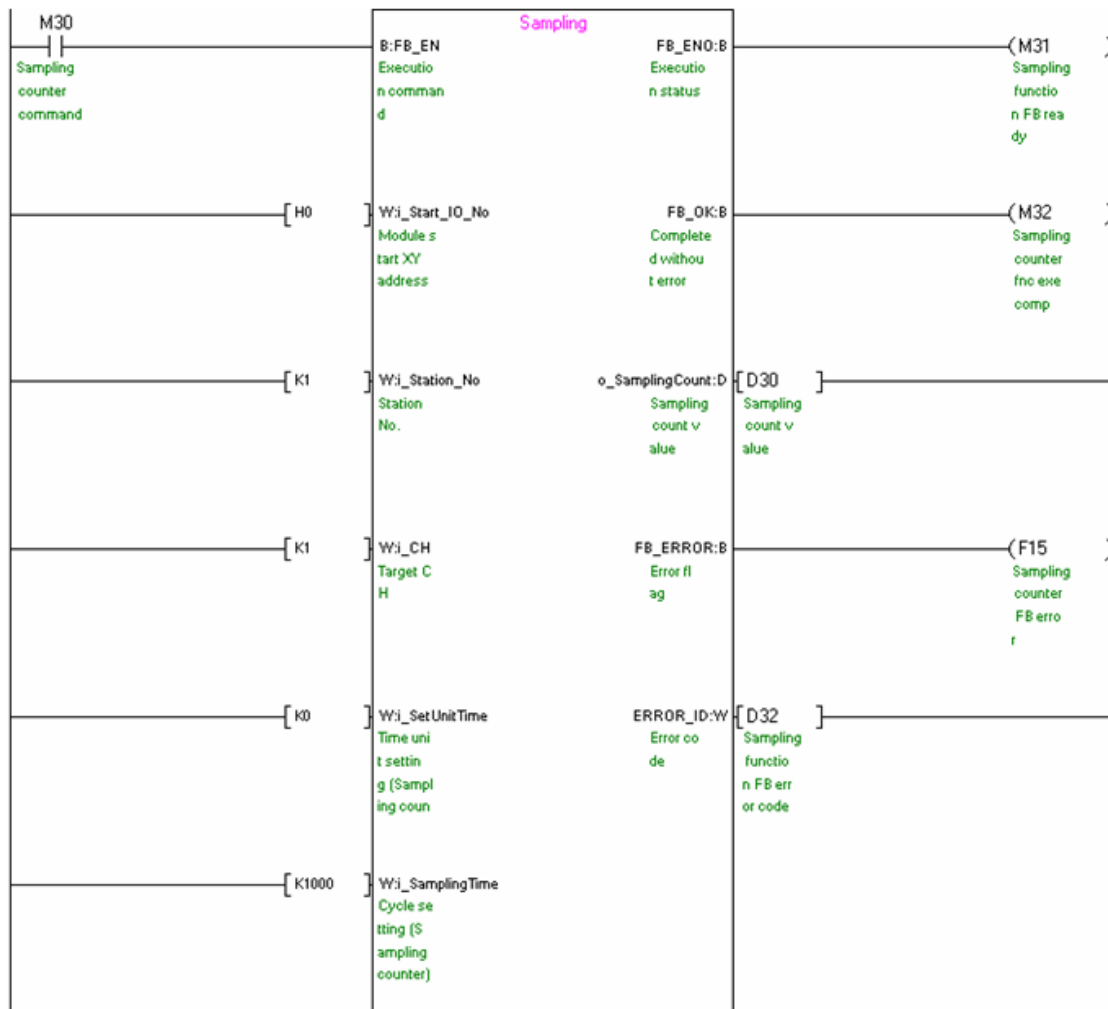 M30
Sampling
B:FB_EN
FB_ENO:B
(M31
)
Sampling
counter
command
Executio
n comman
d
Executio
n status
Sampling
functio
n FB rea
dy
[ H0 ]
W:i_Start_IO_No
FB_OK:B
(M32
)
Module s
tart XY
address
Complete
d withou
t error
Sampling
counter
fnc exe
comp
[ K1 ]
W:i_Station_No
o_SamplingCount:D
[ D30 ]
Station
No.
Sampling
count v
alue
Sampling
count v
alue
[ K1 ]
W:i_CH
FB_ERROR:B
(F15
)
Target C
H
Error fl
ag
Sampling
counter
FB erro
r
[ K0 ]
W:i_SetUnitTime
ERROR_ID:W
[ D32 ]
Time uni
t settin
g (Sampl
ing coun
Error co
de
Sampling
functio
n FB err
or code
[ K1000 ]
W:i_SamplingTime
Cycle se
tting (S
ampling
counter)